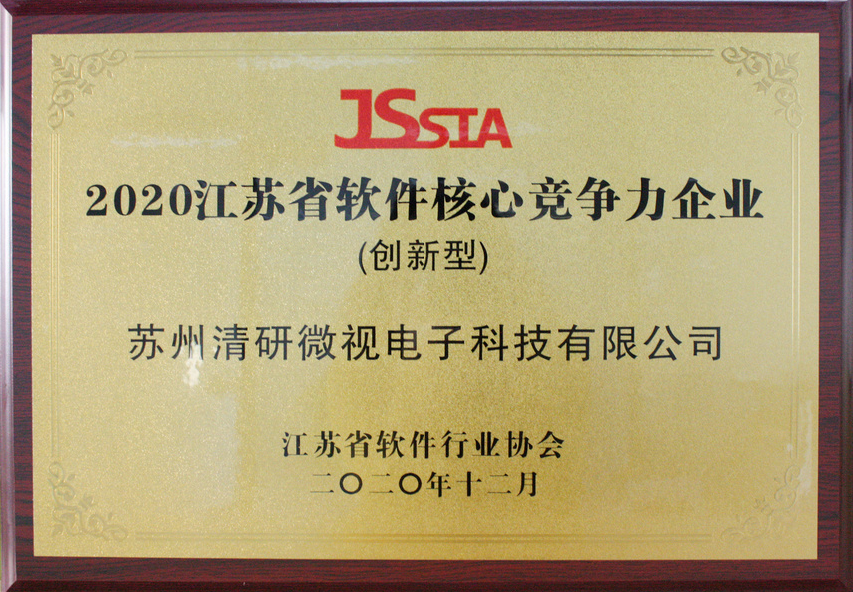 JSSIA
2020江苏省软件核心竞争力企业
(创新型)
苏州清研微视电子科技有限公司
江苏省软件行业协会
二〇二〇年十二月